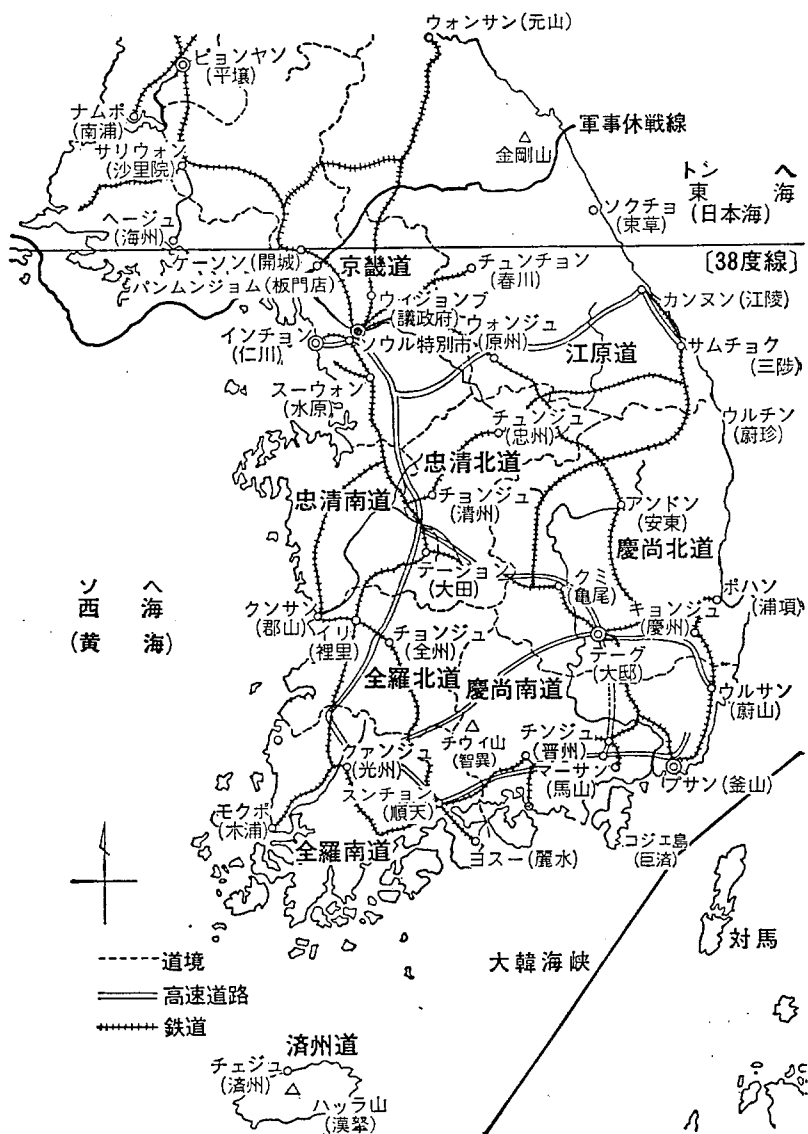 ウォンサン(元山)
ピョンヤン
(平壌)
ナムポ
(南浦)
サリウォン
(沙里院)
軍事休戦線
金剛山
トン ヘ
東 海
(日本海)
ソクチョ
(束草)
ヘージュ
(海州)
ケーソン(開城)
パンムンジョム(板門店)
京畿道
チュンチョン
(春川)
〔38度線〕
ウィジョンブ
(議政府)
カンヌン(江陵)
インチョン
(仁川)
ソウル特別市
ウォンジュ
(原州)
江原道
サムチョク
(三陟)
スーウォン
(水原)
チュンジュ
(忠州)
ウルチン
(蔚珍)
忠清北道
忠清南道
チョンジュ
(清州)
アンドン
(安東)
慶尚北道
ソ ヘ
西 海
(黄 海)
テージョン
(大田)
クミ
(亀尾)
ポハン
(浦項)
クンサン
(郡山)
イリ
(裡里)
チョンジュ
(全州)
キョンジュ
(慶州)
テーグ
(大邱)
全羅北道
慶尚南道
ウルサン
(蔚山)
チウィ山
(智異)
クァンジュ
(光州)
チンジュ
(晋州)
マーサン
(馬山)
プサン(釜山)
スンチョン
(順天)
モクポ
(木浦)
全羅南道
ヨスー(麗水)
コジェ島
(巨済)
対馬
大韓海峡
道境
高速道路
鉄道
済州道
チェジュ
(済州)
ハッラ山
(漢拏)